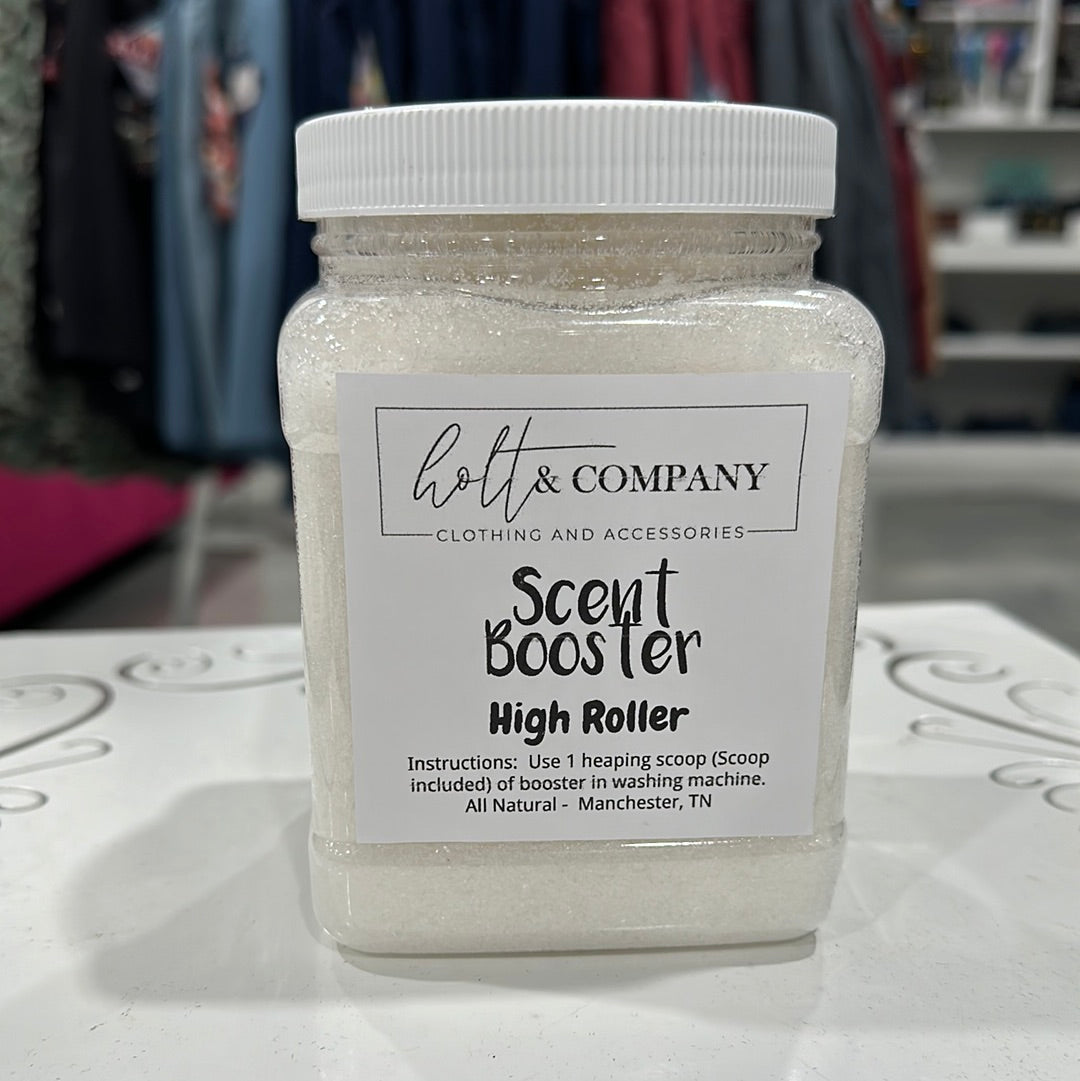 holt & COMPANY
CLOTHING AND ACCESSORIES
Scent
Booster
High Roller
Instructions: Use 1 heaping scoop (Scoop
included) of booster in washing machine.
All Natural - Manchester, TN